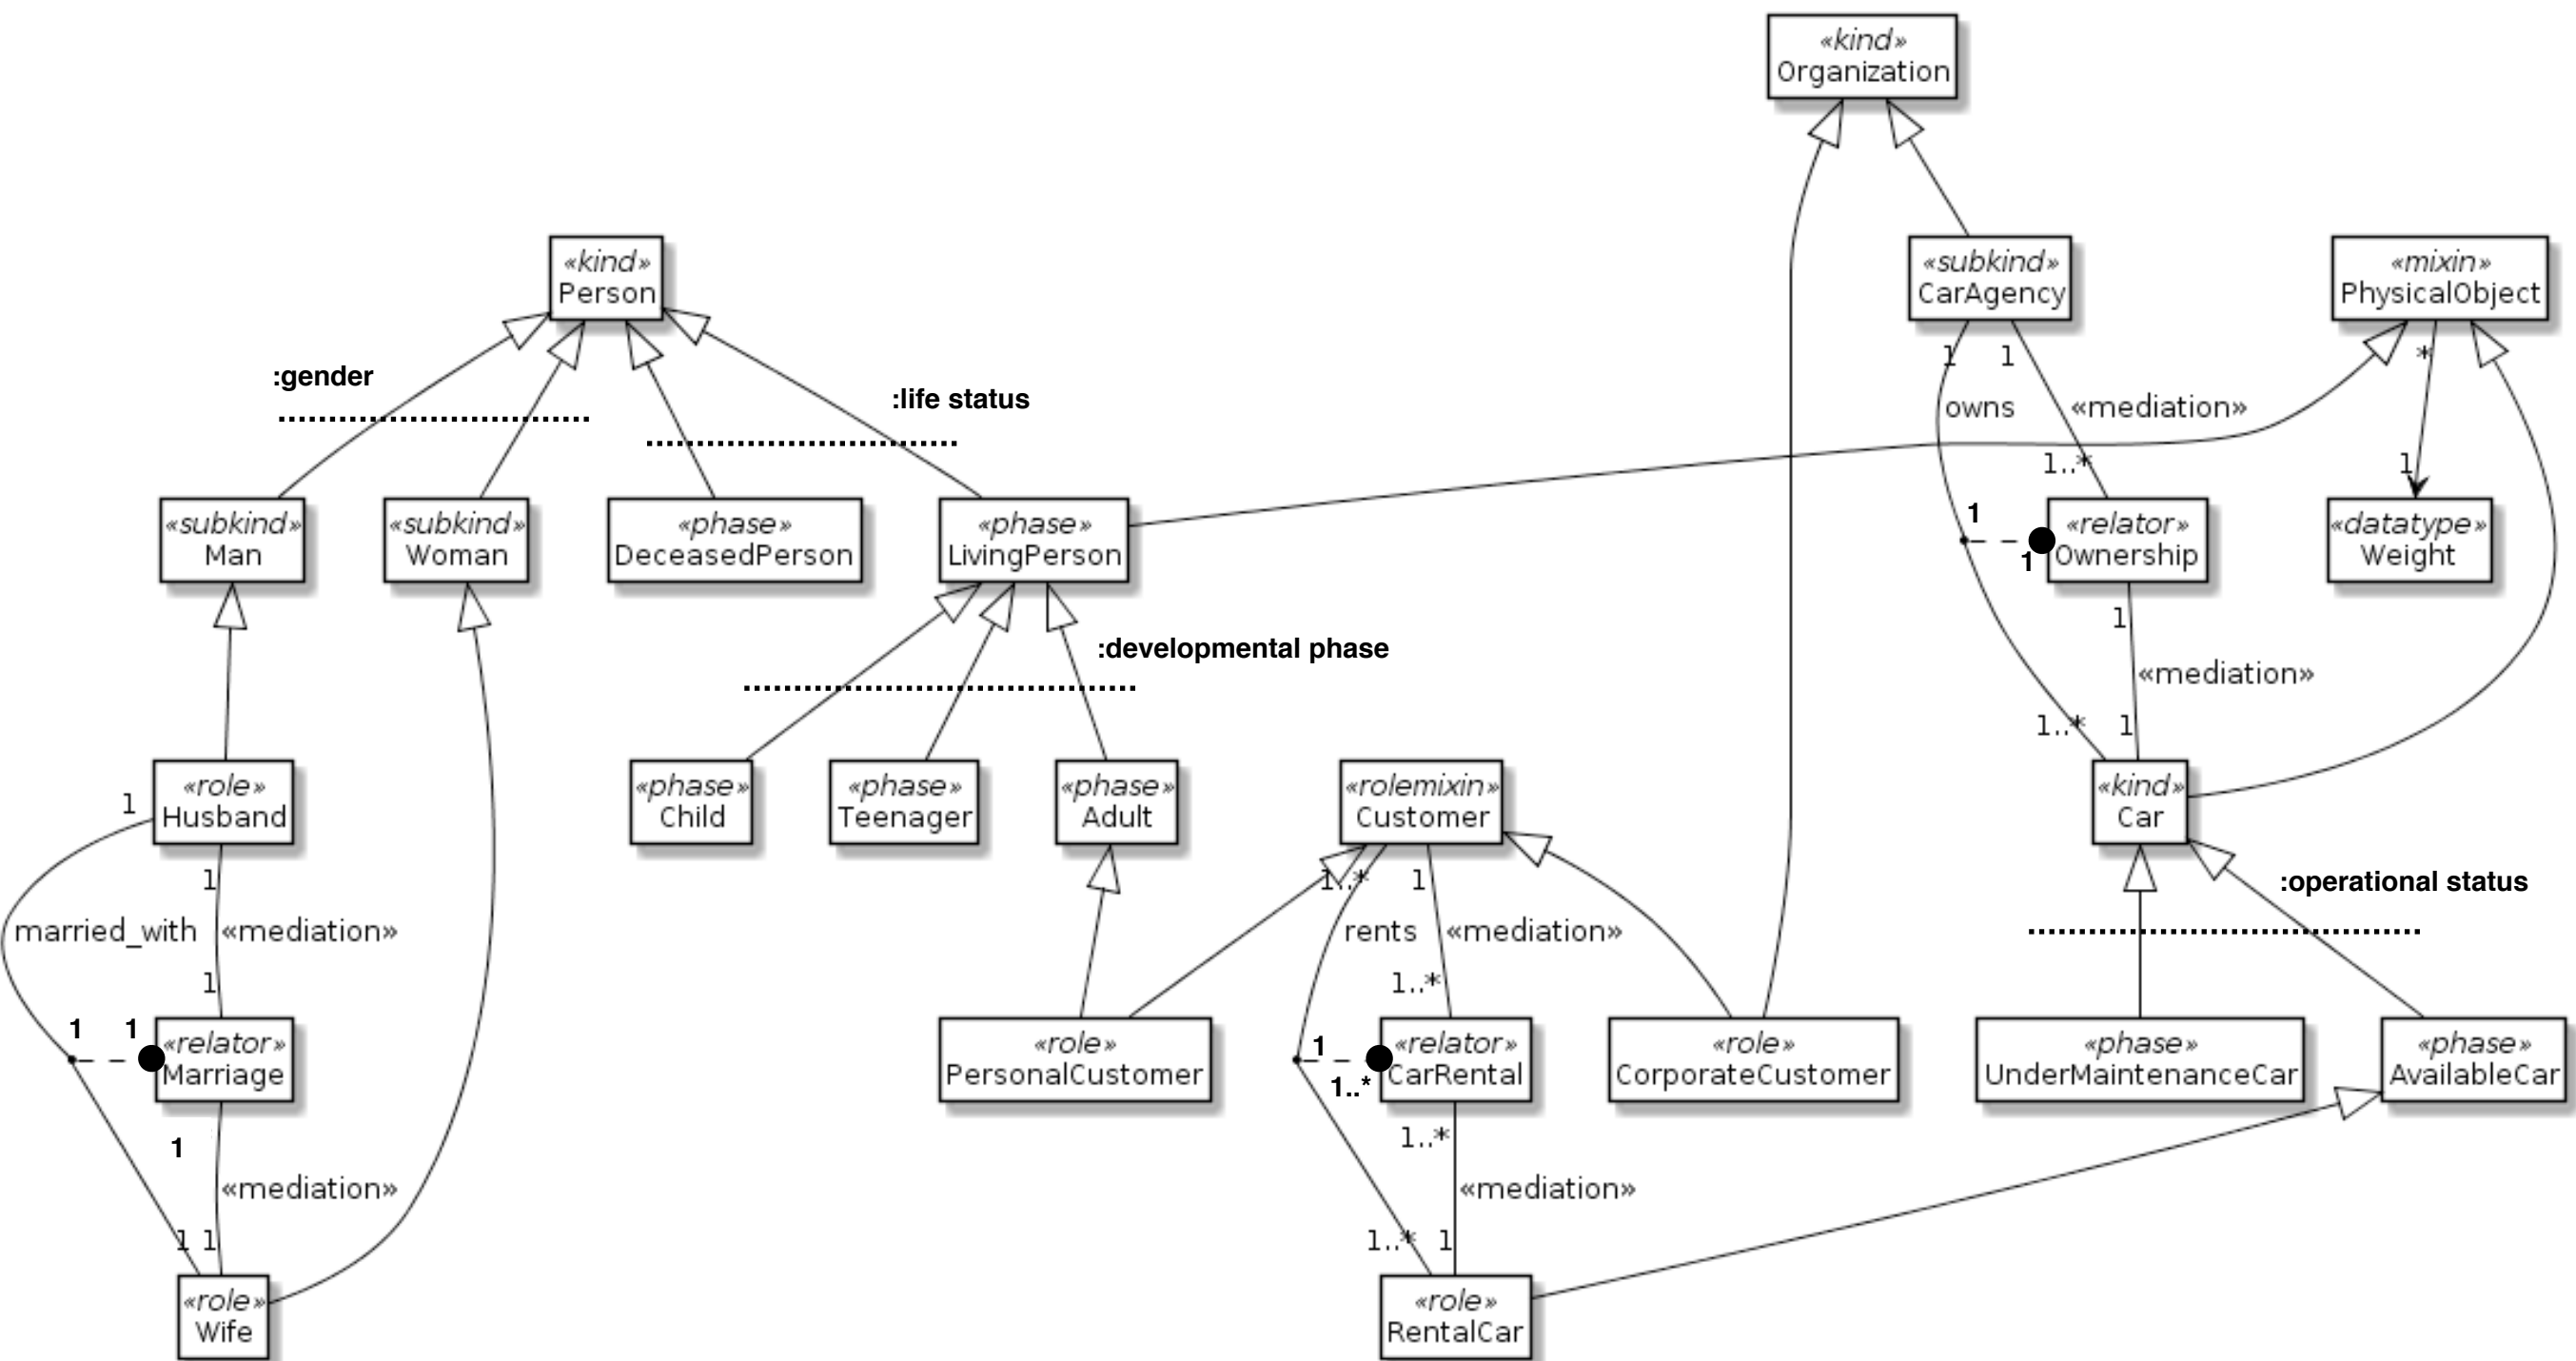 «kind»
Organization
«kind»
Person
«subkind»
CarAgency
«mixin»
PhysicalObject
:gender
:life status
1
1
*
owns
«mediation»
1..*
1
«subkind»
Man
«subkind»
Woman
«phase»
DeceasedPerson
«phase»
LivingPerson
1
1
«relator»
Ownership
«datatype»
Weight
1
:developmental phase
«mediation»
1..*
1
«role»
Husband
1
«phase»
Child
«phase»
Teenager
«phase»
Adult
«rolemixin»
Customer
«kind»
Car
1
1..*
1
:operational status
married_with
«mediation»
rents
«mediation»
1
1..*
1
1
«relator»
Marriage
«role»
PersonalCustomer
1
1..*
«relator»
CarRental
«role»
CorporateCustomer
«phase»
UnderMaintenanceCar
«phase»
AvailableCar
1
1..*
«mediation»
«mediation»
1
1
1..*
1
«role»
Wife
«role»
RentalCar